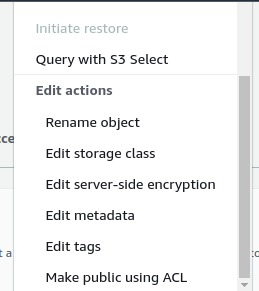 Initiate restore
Query with S3 Select
Edit actions
Rename object
Edit storage class
Edit server-side encryption
Edit metadata
Edit tags
Make public using ACL